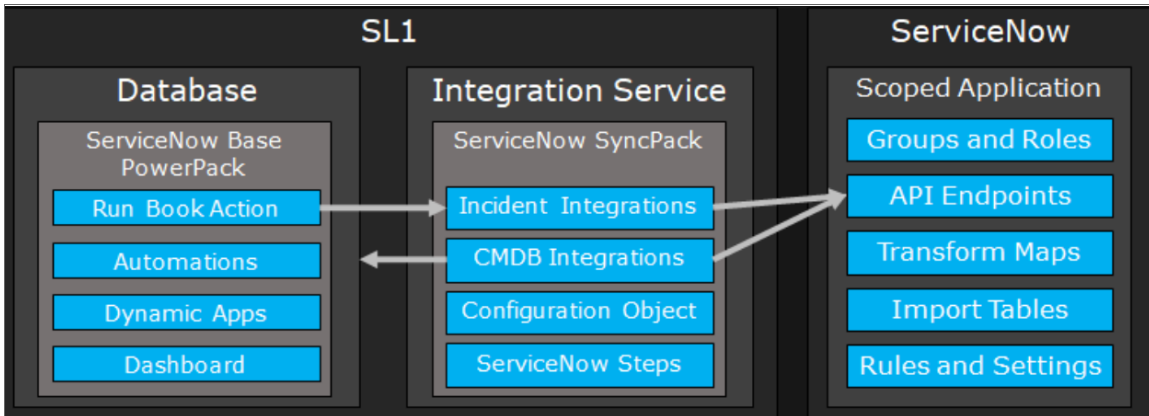 SL1
Database
ServiceNow Base
PowerPack
Run Book Action
Automations
Dynamic Apps
Dashboard
Integration Service
ServiceNow SyncPack
Incident Integrations
CMDB Integrations
Configuration Object
ServiceNow Steps
ServiceNow
Scoped Application
Groups and Roles
API Endpoints
Transform Maps
Import Tables
Rules and Settings